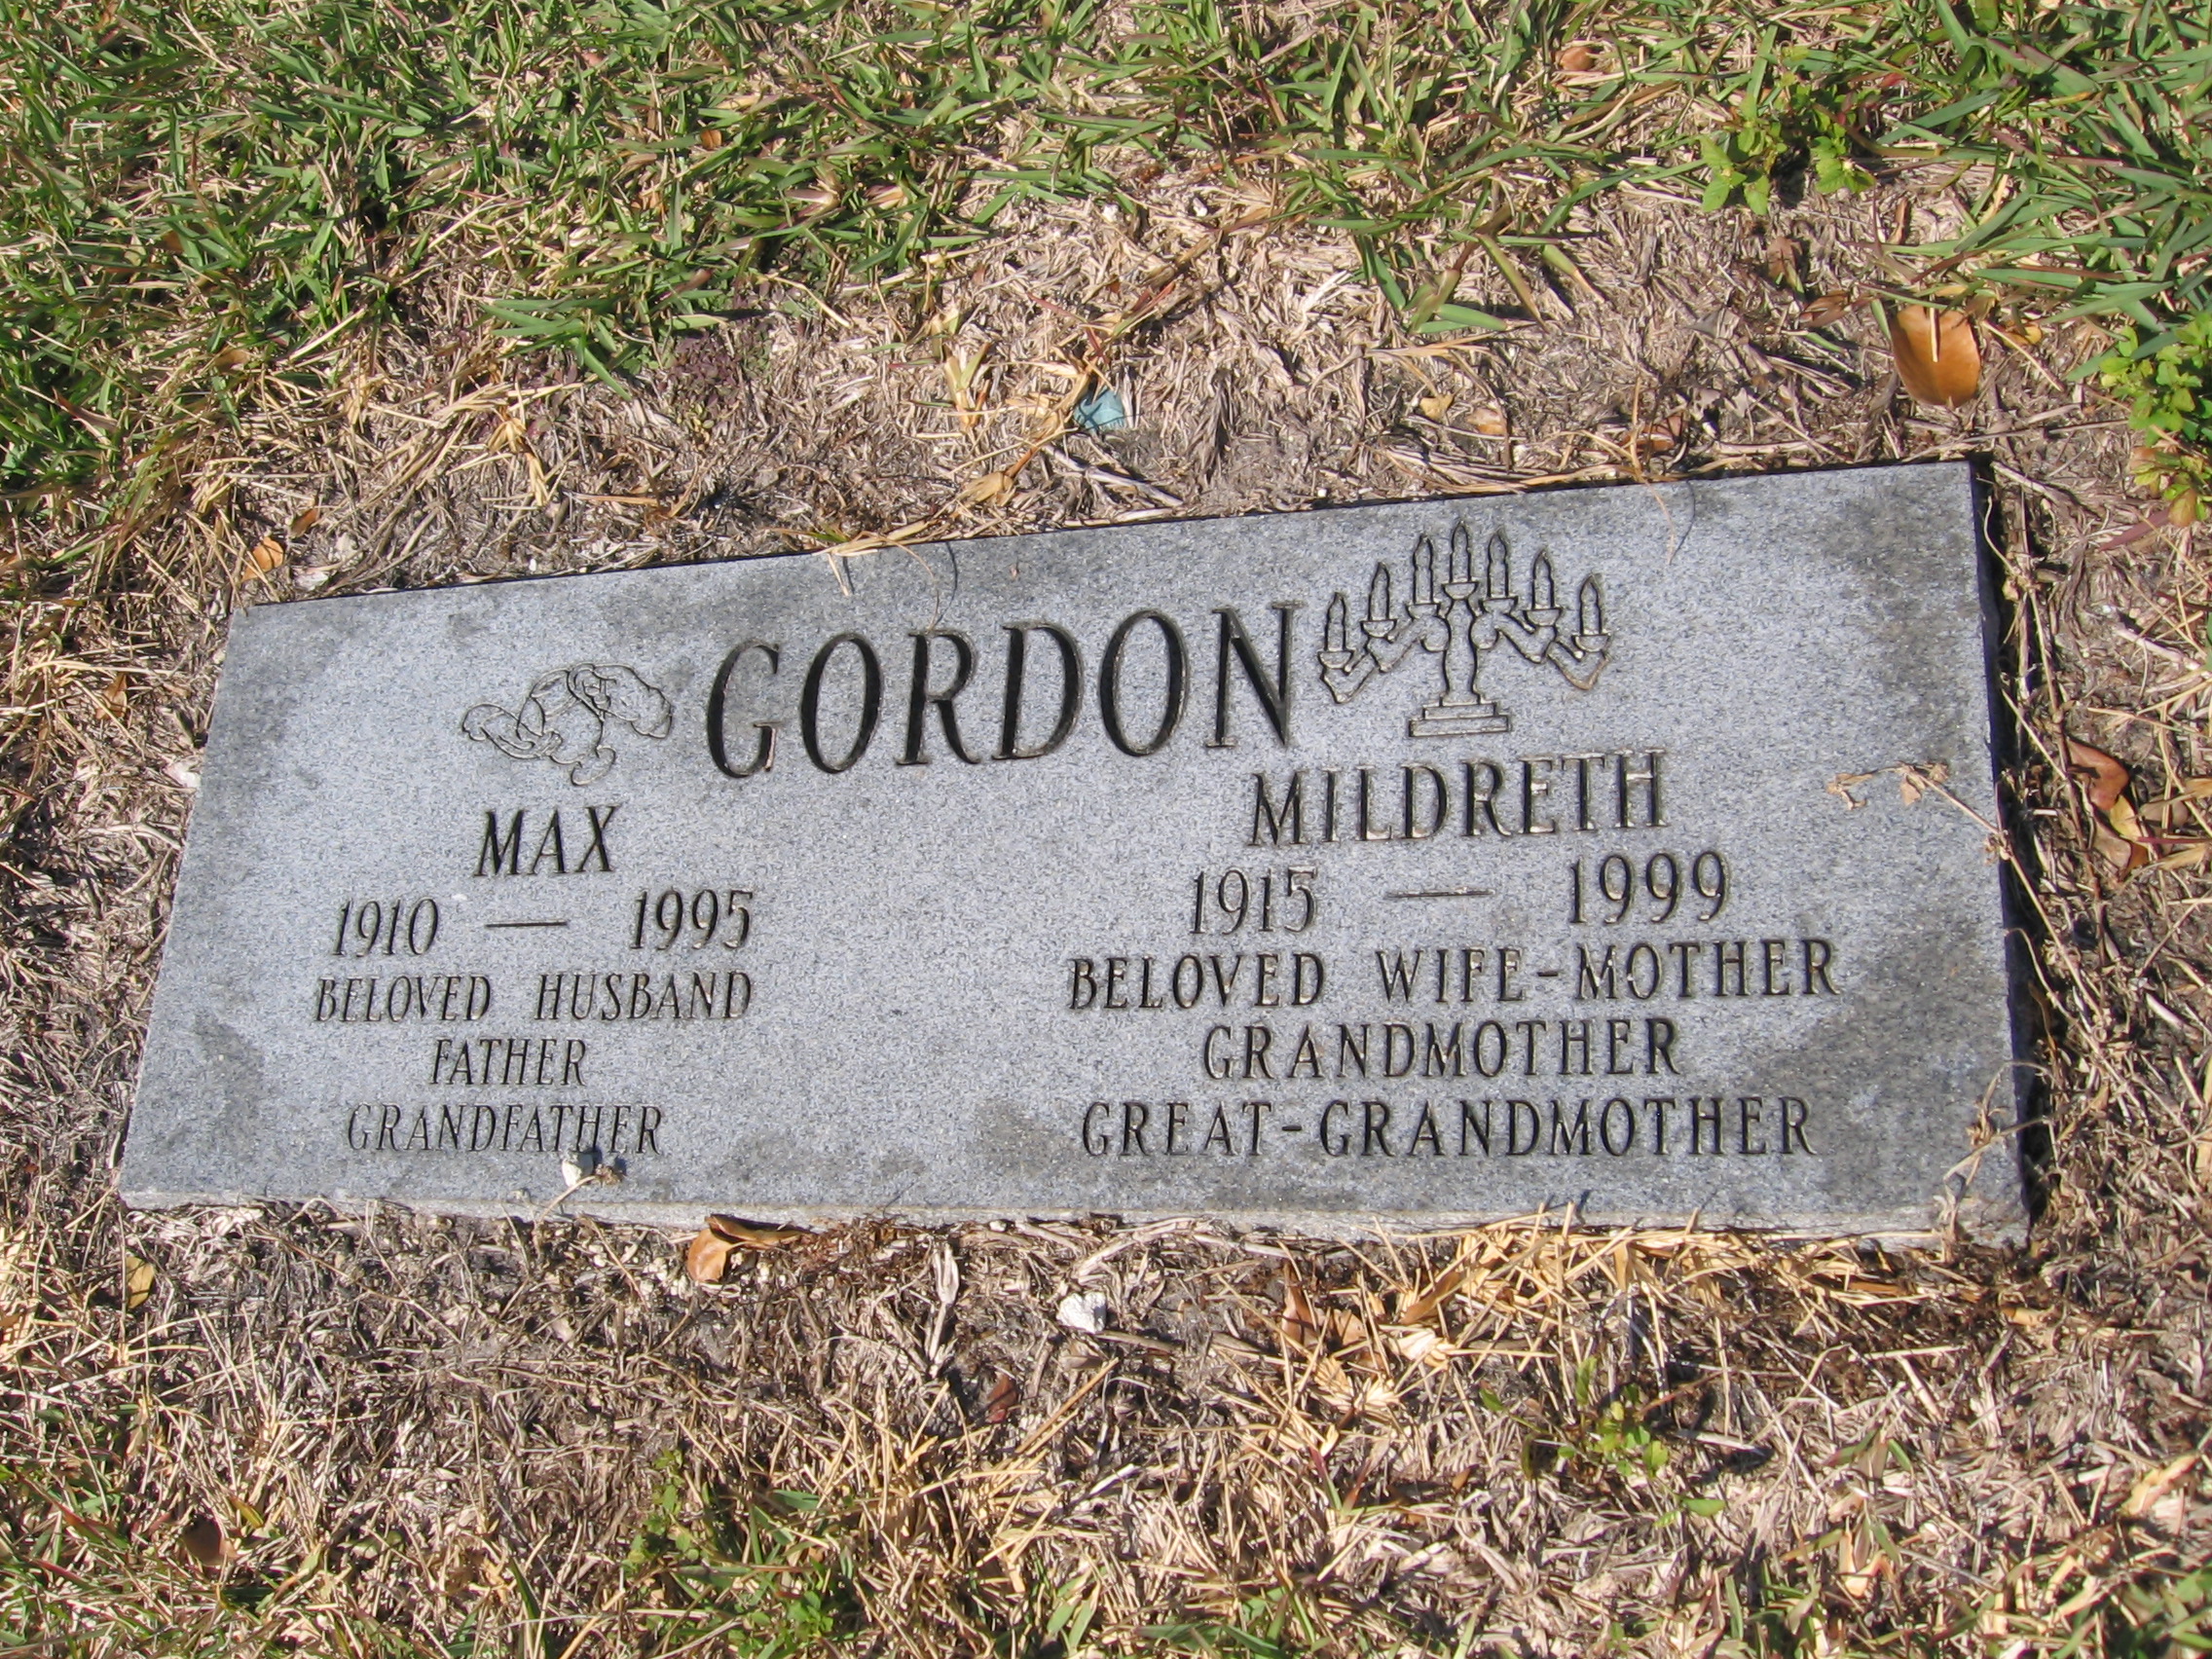 GORDON
MAX
1910 — 1995
BELOVED HUSBAND
FATHER
GRANDFATHER
MILDRETH
1915 — 1999
BELOVED WIFE-MOTHER
GRANDMOTHER
GREAT-GRANDMOTHER